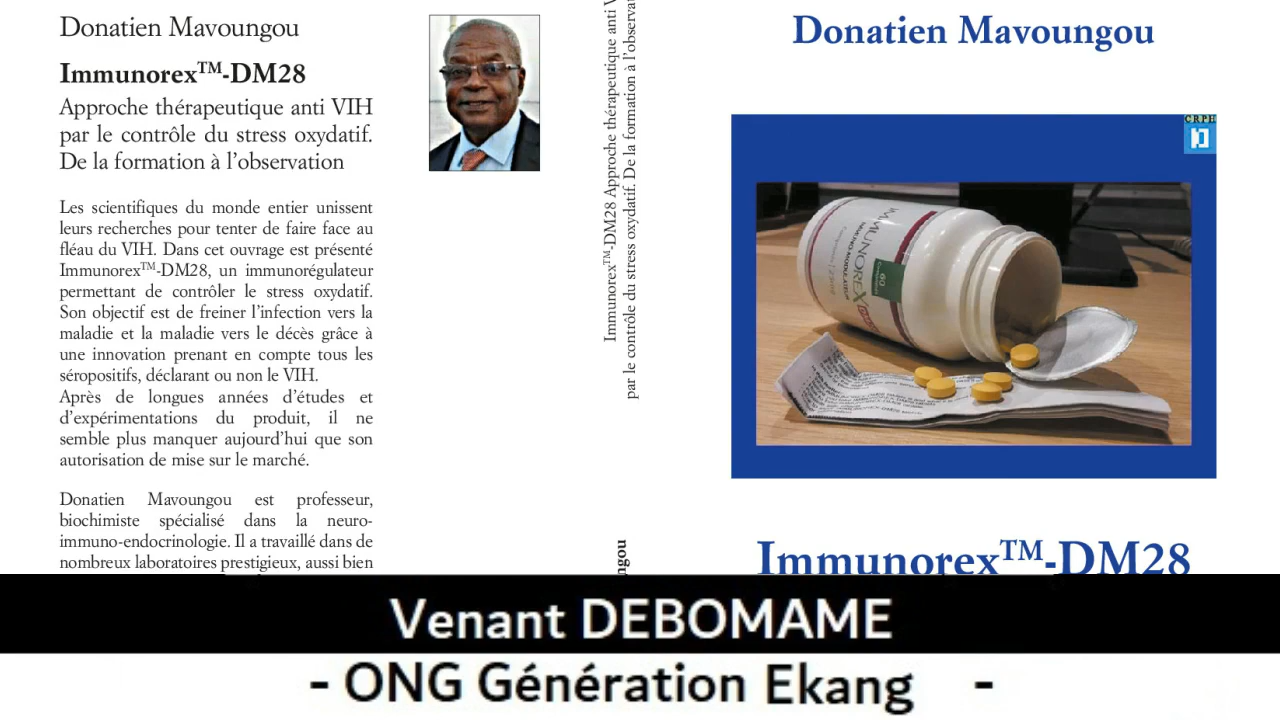 Donatien Mavoungou
Immunorex™-DM28
Approche thérapeutique anti VIH
par le contrôle du stress oxydatif.
De la formation à l'observation
Les scientifiques du monde entier unissent
leurs recherches pour tenter de faire face au
fléau du VIH. Dans cet ouvrage est présenté
Immunorex™-DM28, un immunorégulateur
permettant de contrôler le stress oxydatif.
Son objectif est de freiner l'infection vers la
maladie et la maladie vers le décès grâce à
une innovation prenant en compte tous les
séropositifs, déclarant ou non le VIH.
Après de longues années d'études et
d'expérimentations du produit, il ne
semble plus manquer aujourd'hui que son
autorisation de mise sur le marché.
Donatien Mavoungou est professeur,
biochimiste spécialisé dans la neuro-
immuno-endocrinologie. Il a travaillé dans de
nombreux laboratoires prestigieux, aussi bien
Immunorex™-DM28 Approche thérapeutique anti
par le contrôle du stress oxydatif. De la formation à
Donatien Mavoungou
CRPH
IMMUNOREX
IMMUNO-MODULATEUR
60
Immunorex™-DM28
Venant DEBOMAME
- ONG Génération Ekang -